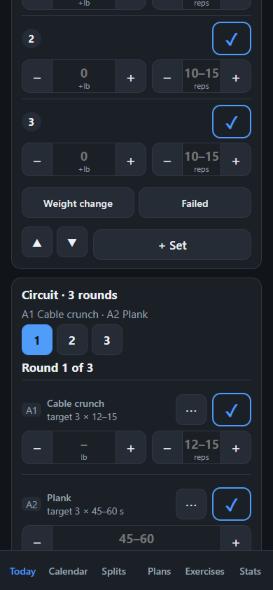 +lb
reps
2
✓
− 0 +
+lb
− 10–15 +
reps
3
✓
− 0 +
+lb
− 10–15 +
reps
Weight change
Failed
▲ ▼ + Set
Circuit · 3 rounds
A1 Cable crunch · A2 Plank
1 2 3
Round 1 of 3
A1 Cable crunch
target 3 × 12–15
... ✓
− – +
lb
− 12–15 +
reps
A2 Plank
target 3 × 45–60 s
... ✓
− 45–60 +
Today Calendar Splits Plans Exercises Stats